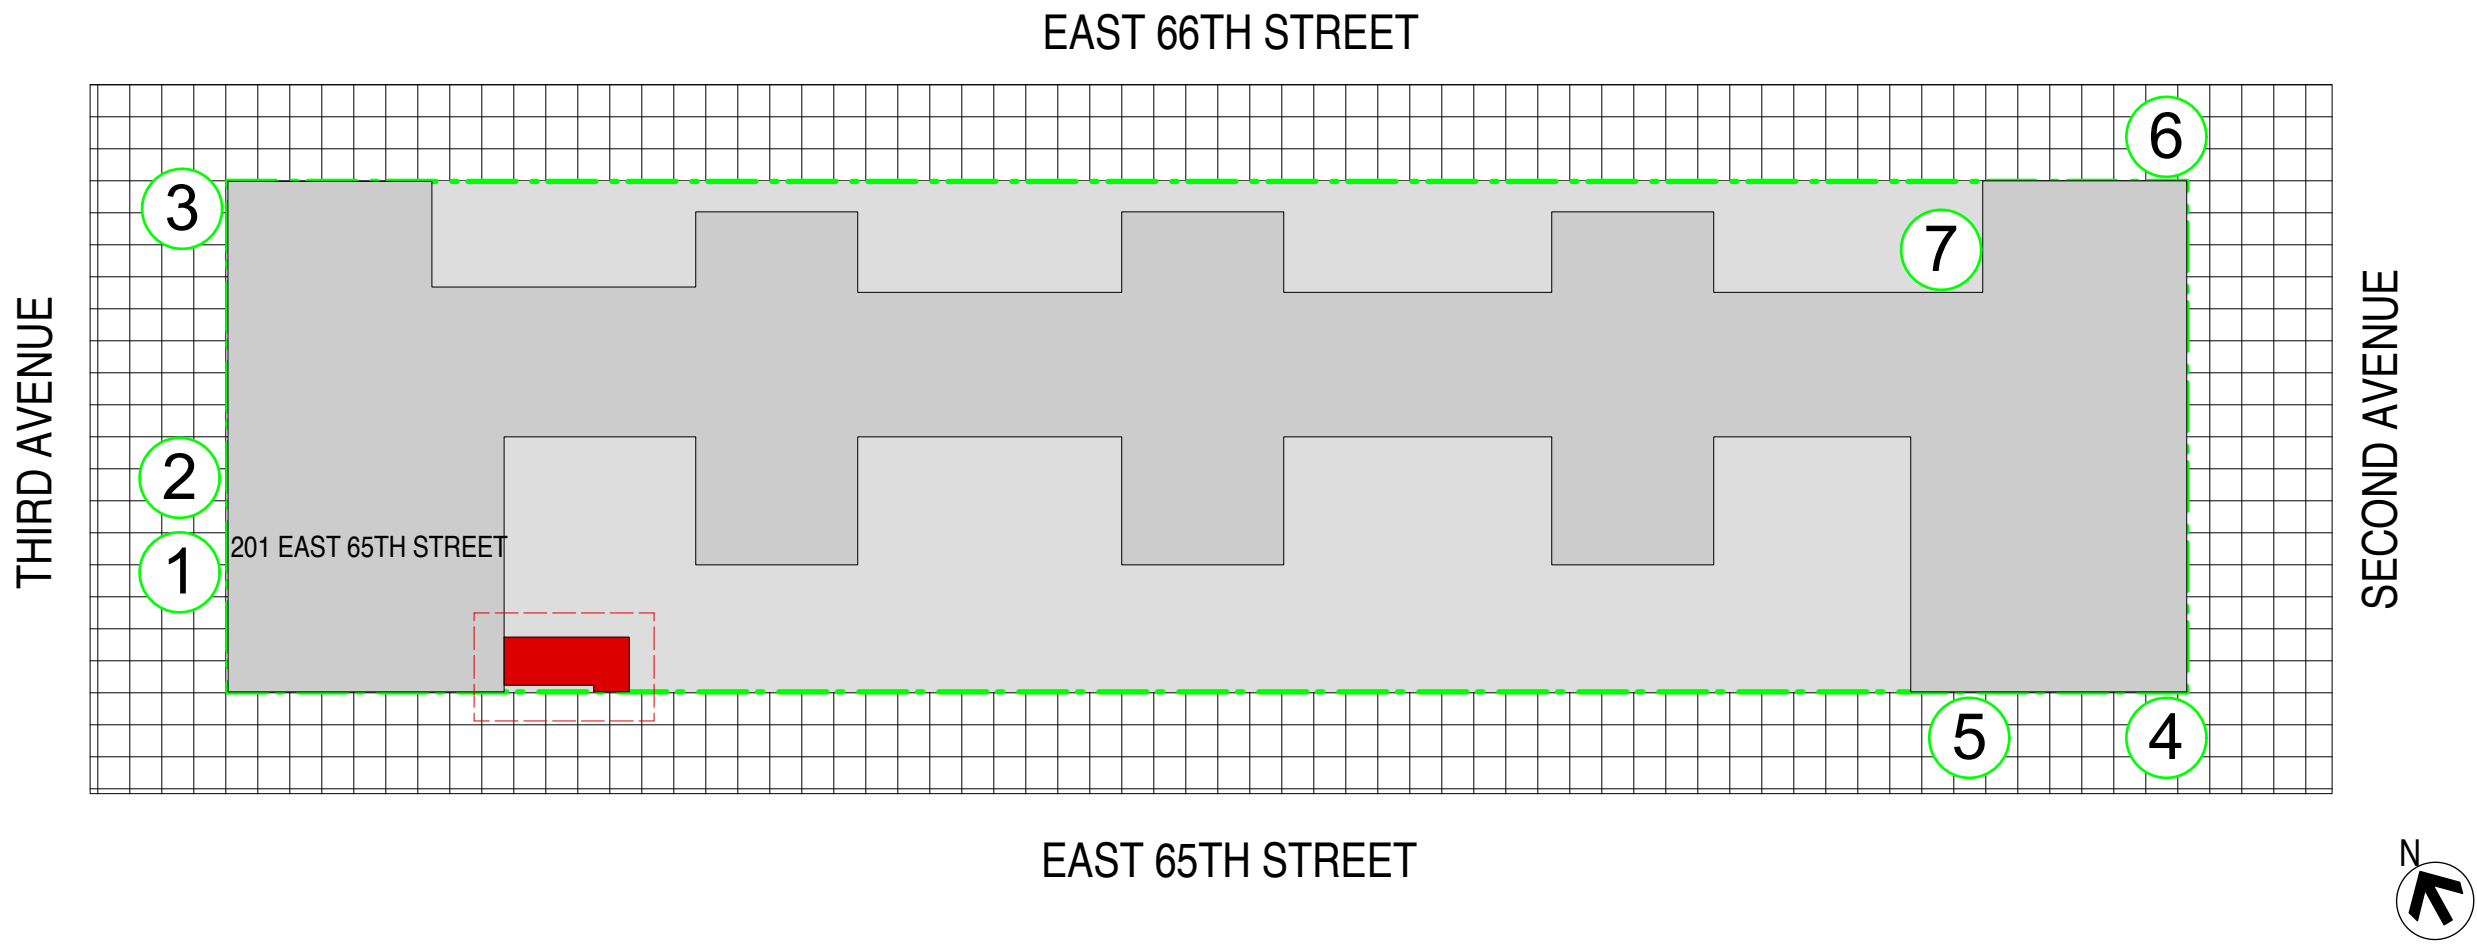 EAST 66TH STREET
6
3
7
THIRD AVENUE
SECOND AVENUE
2
201 EAST 65TH STREET
1
5
4
EAST 65TH STREET
N